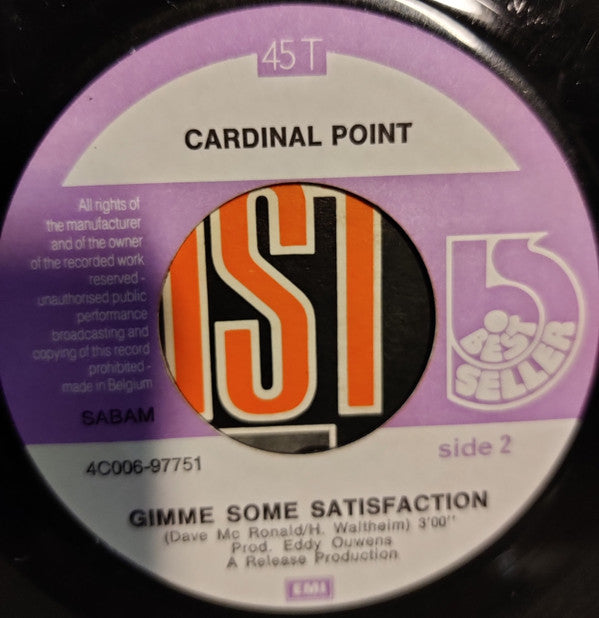 45 T
CARDINAL POINT
All rights of
the manufacturer
and of the owner
of the recorded work
reserved -
unauthorised public
performance
broadcasting and
copying of this record
prohibited -
made in Belgium
SABAM
BEST
SELLER
4C006-97751
side 2
GIMME SOME SATISFACTION
(Dave Mc Ronald/H. Waltheim) 3'00"
Prod. Eddy Ouwens
A Release Production
EMI